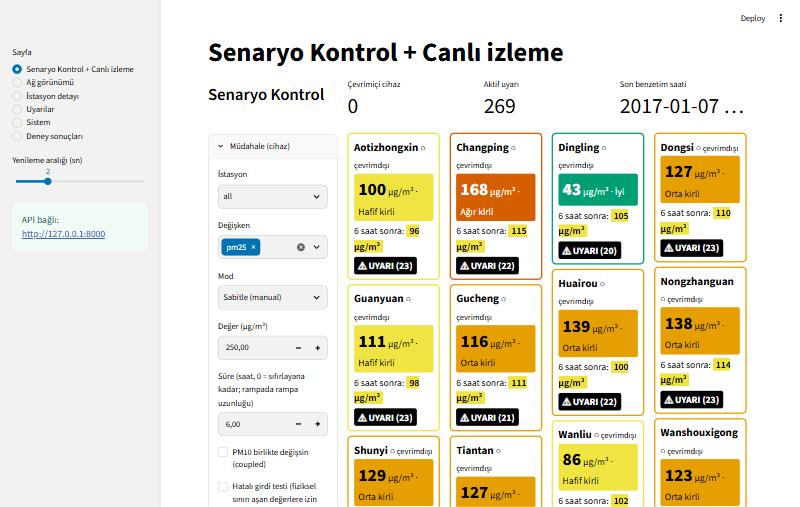 Deploy
Sayfa
Senaryo Kontrol + Canlı izleme
Ağ görünümü
İstasyon detayı
Uyarılar
Sistem
Deney sonuçları
Yenileme aralığı (sn)
2
API bağlı:
http://127.0.0.1:8000
Senaryo Kontrol + Canlı izleme
Senaryo Kontrol
Çevrimiçi cihaz
0
Aktif uyarı
269
Son benzetim saati
2017-01-07 ...
Müdahale (cihaz)
İstasyon
all
Değişken
pm25 ×
Mod
Sabitle (manual)
Değer (µg/m³)
250,00
Süre (saat, 0 = sıfırlayana
kadar; rampada rampa
uzunluğu)
6,00
PM10 birlikte değişsin
(coupled)
Hatalı girdi testi (fiziksel
sınırı aşan değerlere izin
Aotizhongxin ○
çevrimdışı
100 µg/m³ ·
Hafif kirli
6 saat sonra: 96
µg/m³
⚠ UYARI (23)
Guanyuan ○
çevrimdışı
111 µg/m³ ·
Hafif kirli
6 saat sonra: 98
µg/m³
⚠ UYARI (23)
Shunyi ○ çevrimdışı
129 µg/m³ ·
Orta kirli
Changping ○
çevrimdışı
168 µg/m³ ·
Ağır kirli
6 saat sonra: 115
µg/m³
⚠ UYARI (22)
Gucheng ○
çevrimdışı
116 µg/m³ ·
Orta kirli
6 saat sonra: 111
µg/m³
⚠ UYARI (21)
Tiantan ○
çevrimdışı
127 µg/m³ ·
Dingling ○
çevrimdışı
43 µg/m³ · İyi
6 saat sonra: 105
µg/m³
⚠ UYARI (20)
Huairou ○
çevrimdışı
139 µg/m³ ·
Orta kirli
6 saat sonra: 100
µg/m³
⚠ UYARI (22)
Wanliu ○ çevrimdışı
86 µg/m³ ·
Hafif kirli
6 saat sonra: 102
Dongsi ○ çevrimdışı
127 µg/m³ ·
Orta kirli
6 saat sonra: 110
µg/m³
⚠ UYARI (23)
Nongzhanguan
○ çevrimdışı
138 µg/m³ ·
Orta kirli
6 saat sonra: 114
µg/m³
⚠ UYARI (23)
Wanshouxigong
○ çevrimdışı
123 µg/m³ ·
Orta kirli